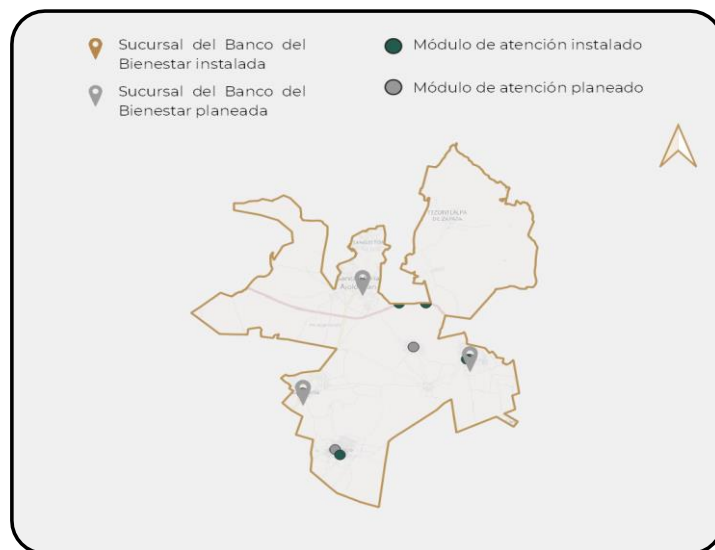 Sucursal del Banco del
Bienestar instalada
Sucursal del Banco del
Bienestar planeada
Módulo de atención instalado
Módulo de atención planeado